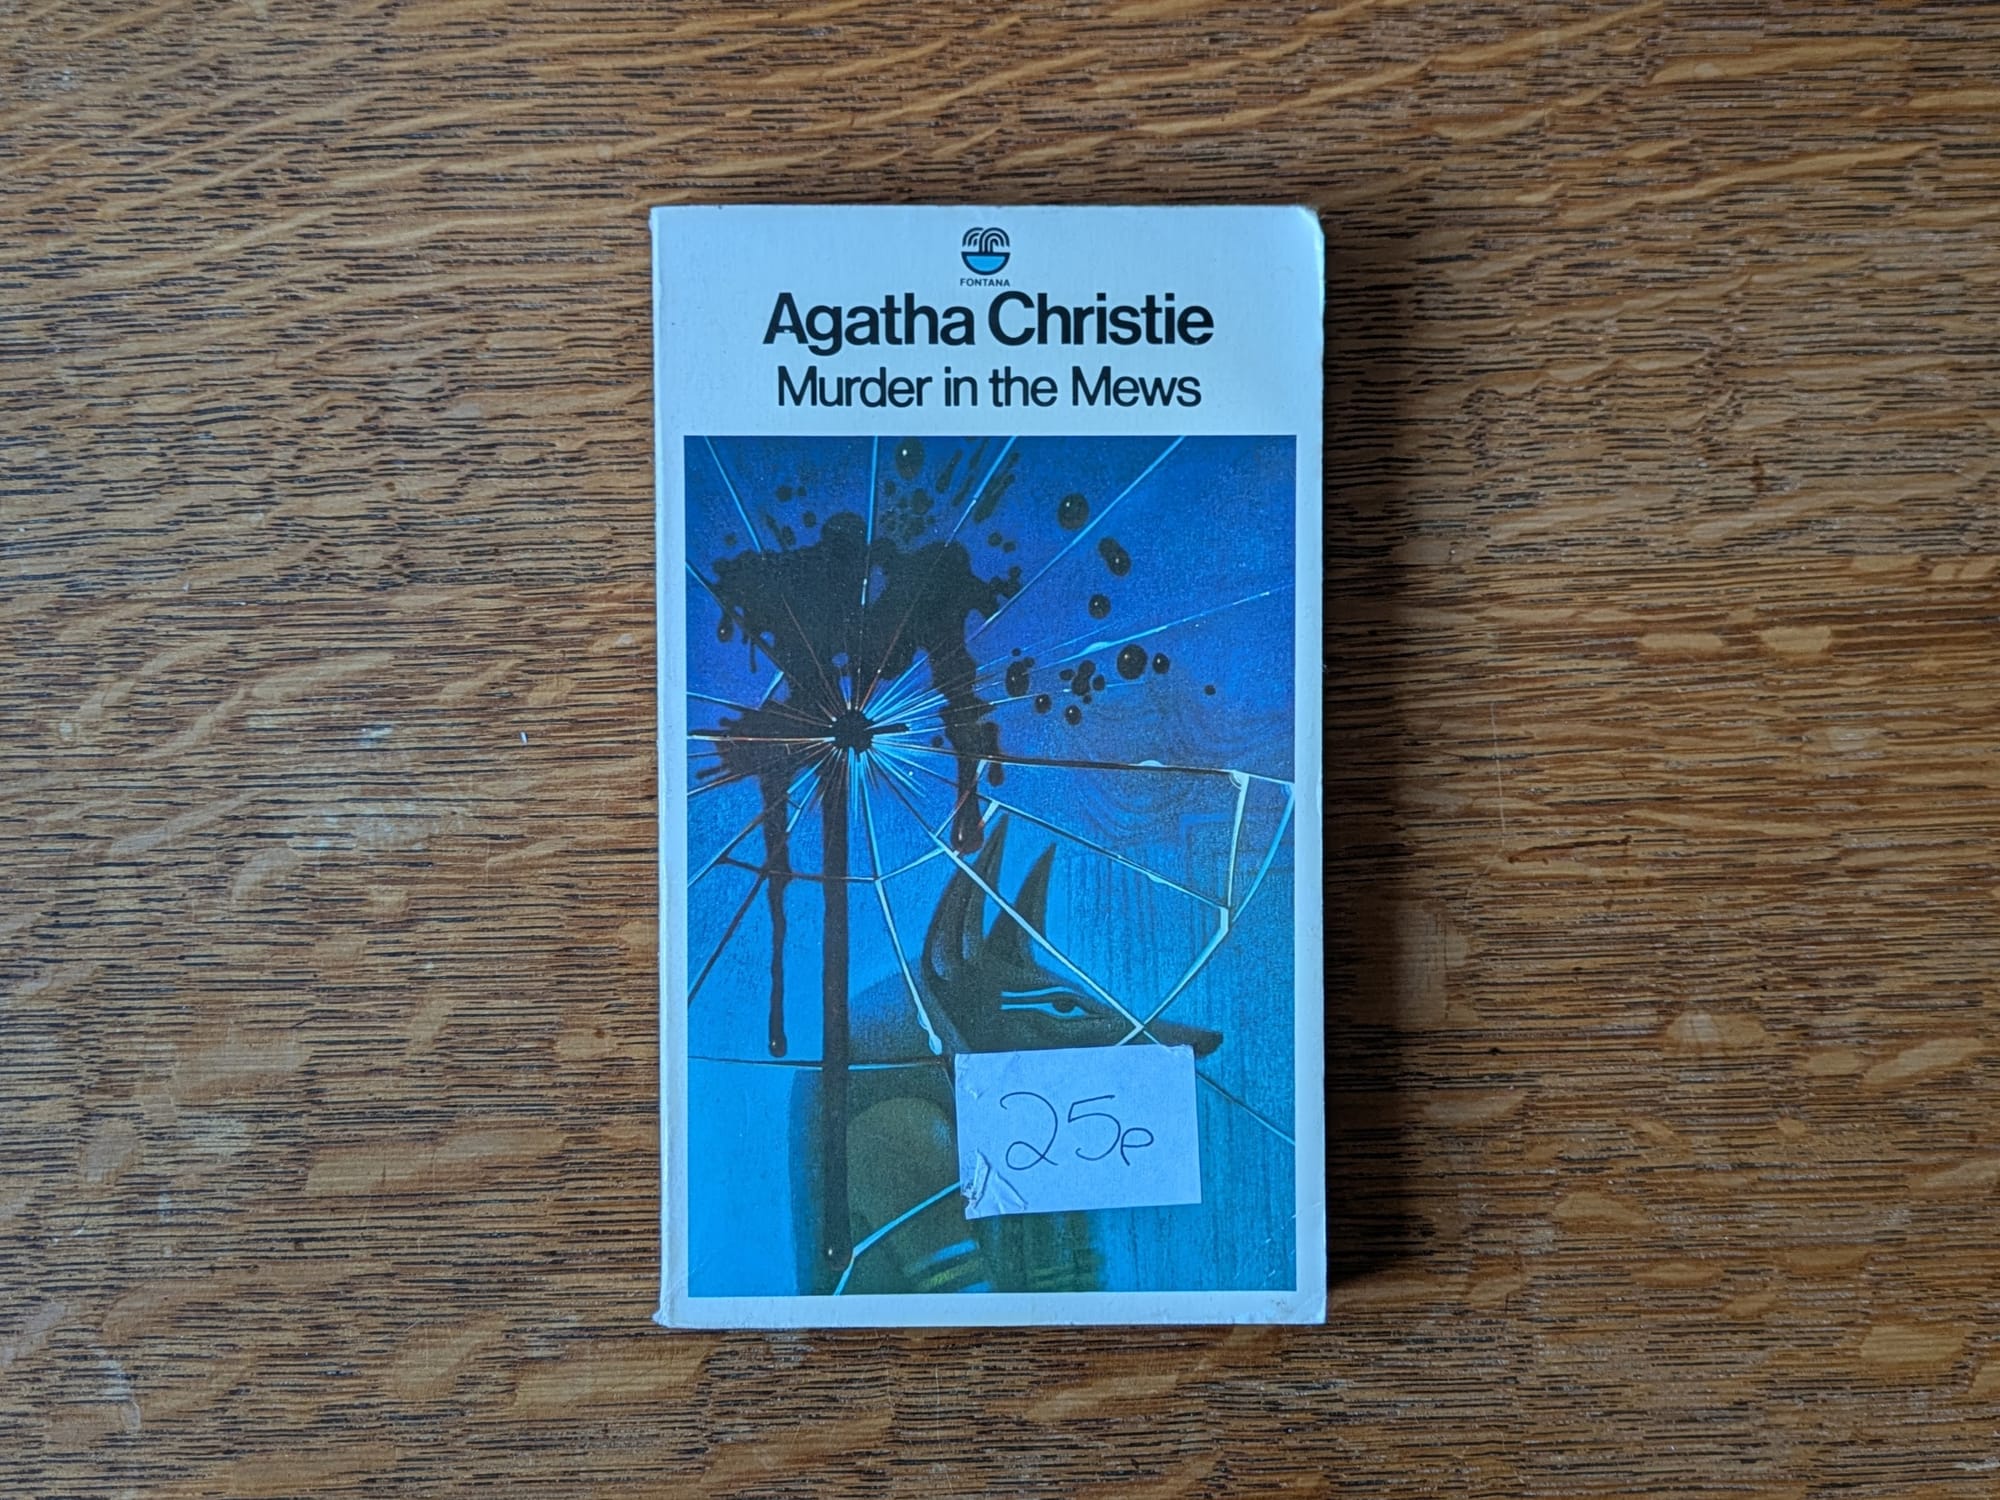 FONTANA
Agatha Christie
Murder in the Mews
25p